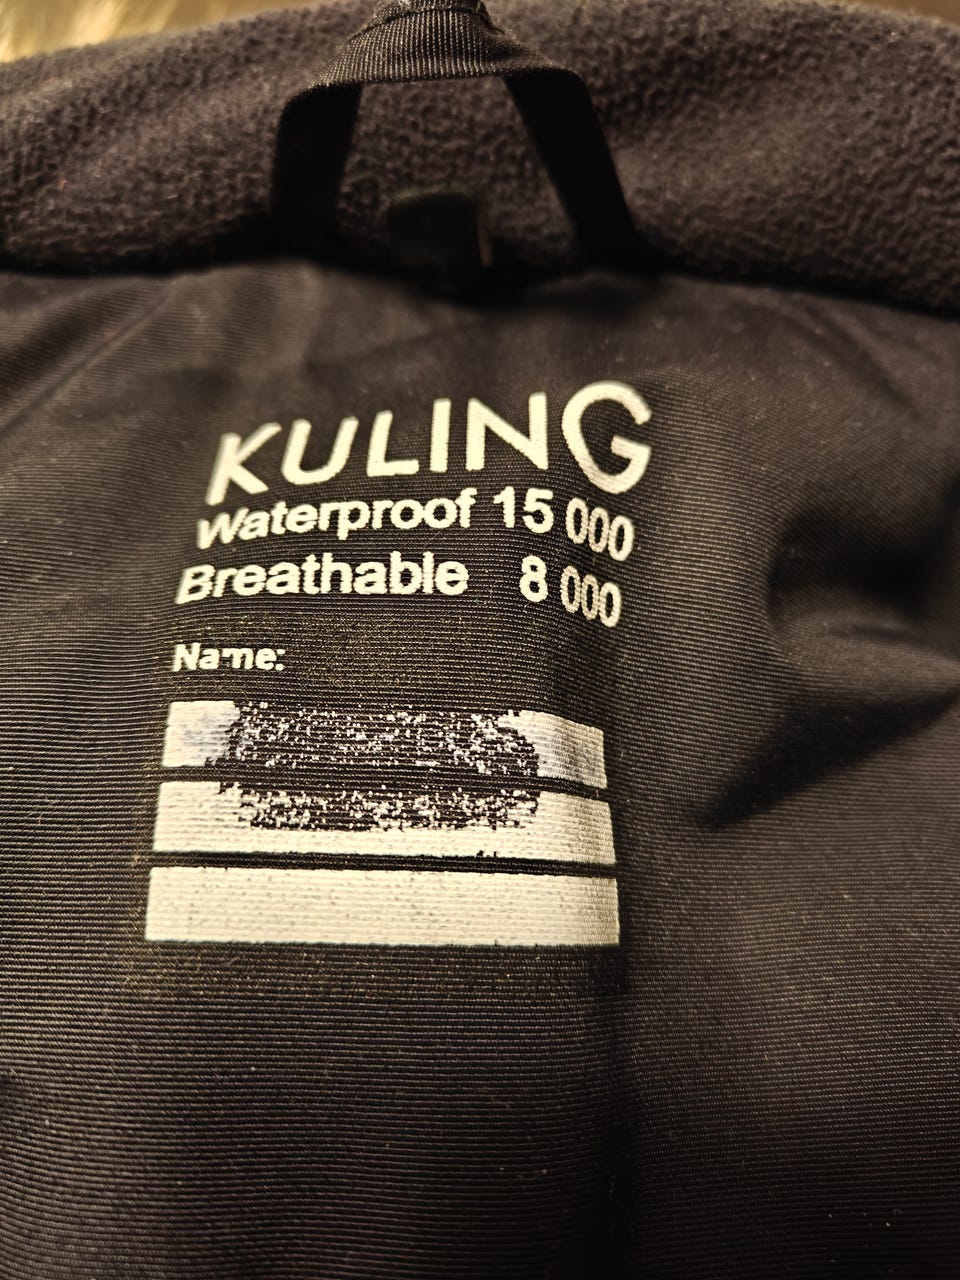 KULING
Waterproof 15 000
Breathable 8 000
Name: